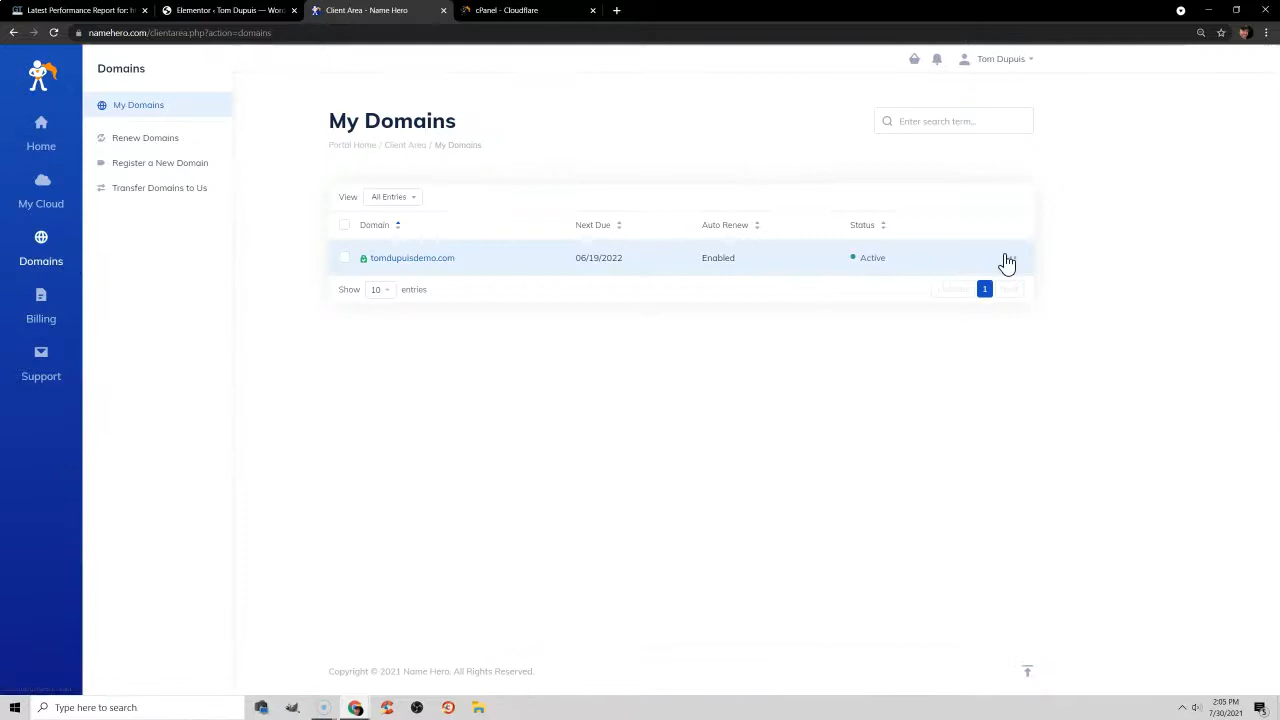 Latest Performance Report for: h
Elementor ‹ Tom Dupuis — Wor
Client Area - Name Hero
cPanel - Cloudflare
namehero.com/clientarea.php?action=domains
Domains
Tom Dupuis
My Domains
Home
Renew Domains
Register a New Domain
Transfer Domains to Us
My Cloud
Domains
Billing
Support
My Domains
Enter search term...
Portal Home / Client Area / My Domains
View All Entries
Domain Next Due Auto Renew Status
tomdupuisdemo.com 06/19/2022 Enabled Active
Show 10 entries
1
Copyright © 2021 Name Hero. All Rights Reserved.
Type here to search
2:05 PM
7/30/2021